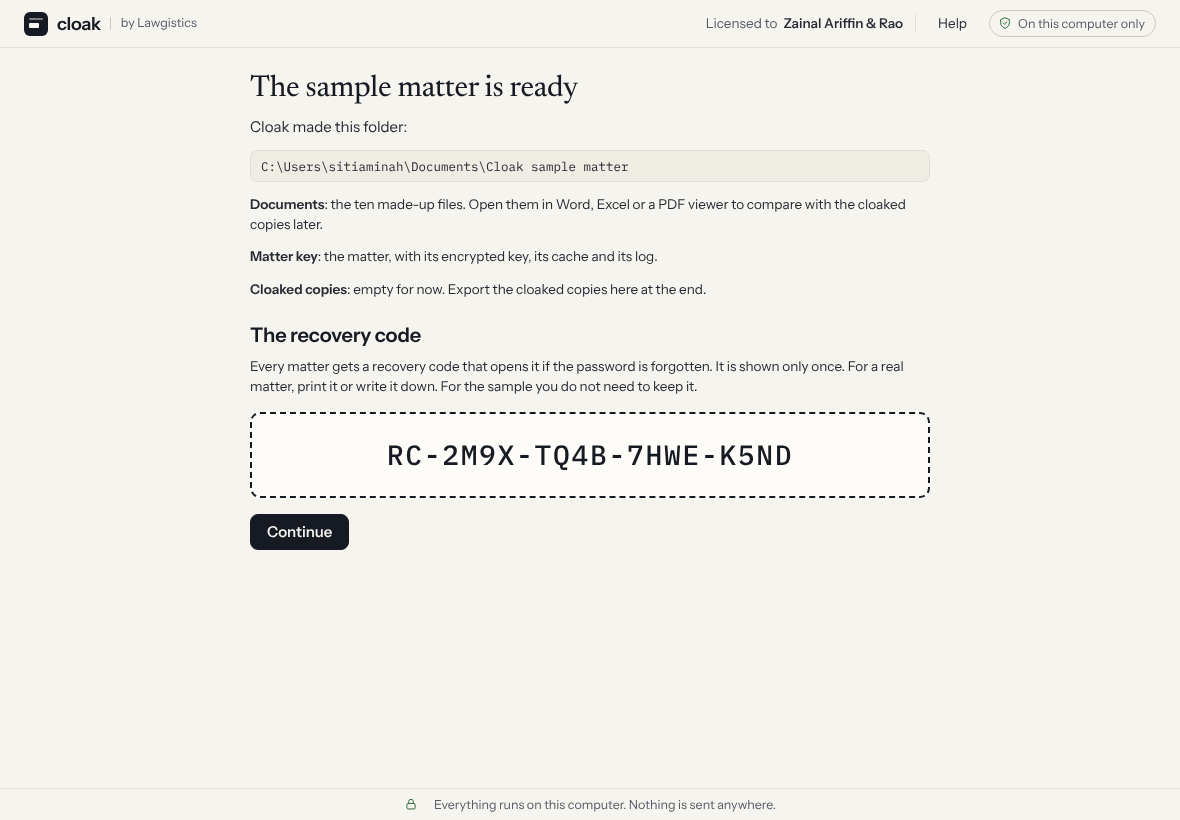 cloak
by Lawgistics
Licensed to Zainal Ariffin & Rao
Help
On this computer only
The sample matter is ready
Cloak made this folder:
C:\Users\sitiaminah\Documents\Cloak sample matter
Documents: the ten made-up files. Open them in Word, Excel or a PDF viewer to compare with the cloaked
copies later.
Matter key: the matter, with its encrypted key, its cache and its log.
Cloaked copies: empty for now. Export the cloaked copies here at the end.
The recovery code
Every matter gets a recovery code that opens it if the password is forgotten. It is shown only once. For a real
matter, print it or write it down. For the sample you do not need to keep it.
RC-2M9X-TQ4B-7HWE-K5ND
Continue
Everything runs on this computer. Nothing is sent anywhere.